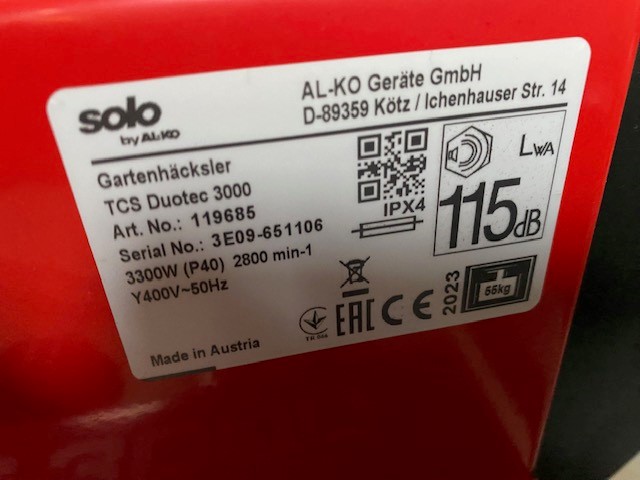 solo
by AL-KO
AL-KO Geräte GmbH
D-89359 Kötz / Ichenhauser Str. 14
Gartenhäcksler
TCS Duotec 3000
Art. No.: 119685
Serial No.: 3E09-651106
3300W (P40) 2800 min-1
Y400V~50Hz
IPX4
LWA
115dB
EAC CE
2023
55kg
Made in Austria